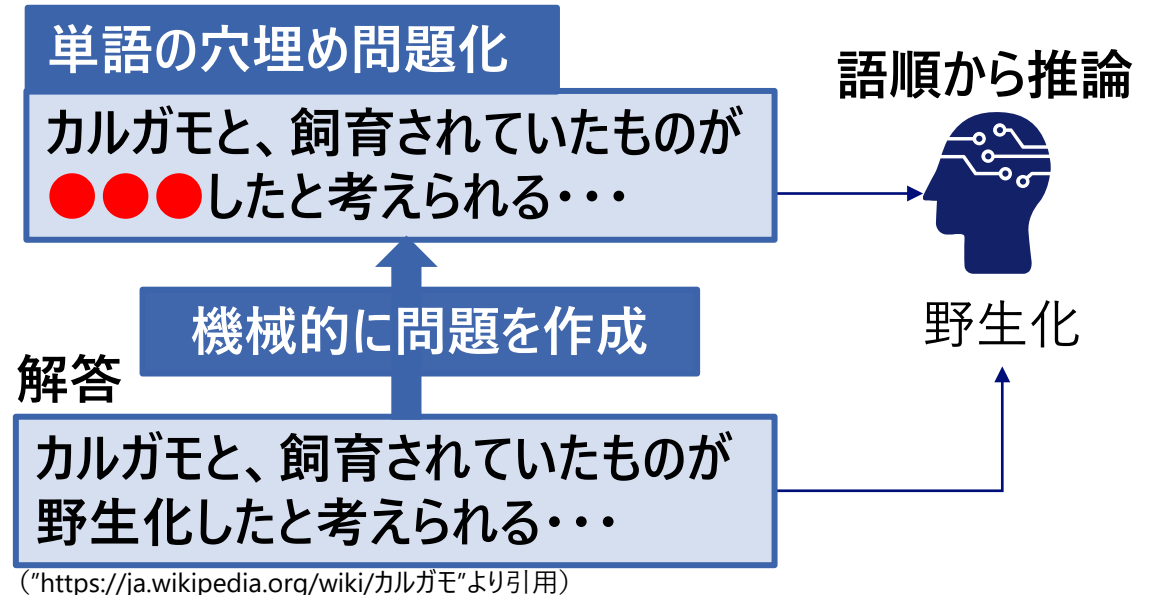 単語の穴埋め問題化
カルガモと、飼育されていたものが
●●●したと考えられる・・・
語順から推論
機械的に問題を作成
野生化
解答
カルガモと、飼育されていたものが
野生化したと考えられる・・・
（"https://ja.wikipedia.org/wiki/カルガモ"より引用）